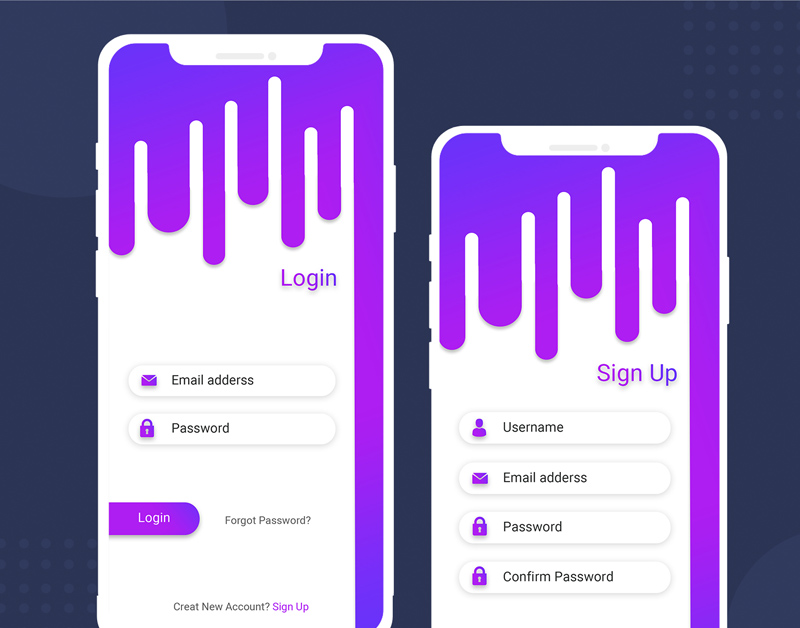 Login
Email adderss
Password
Login
Forgot Password?
Creat New Account? Sign Up
Sign Up
Username
Email adderss
Password
Confirm Password